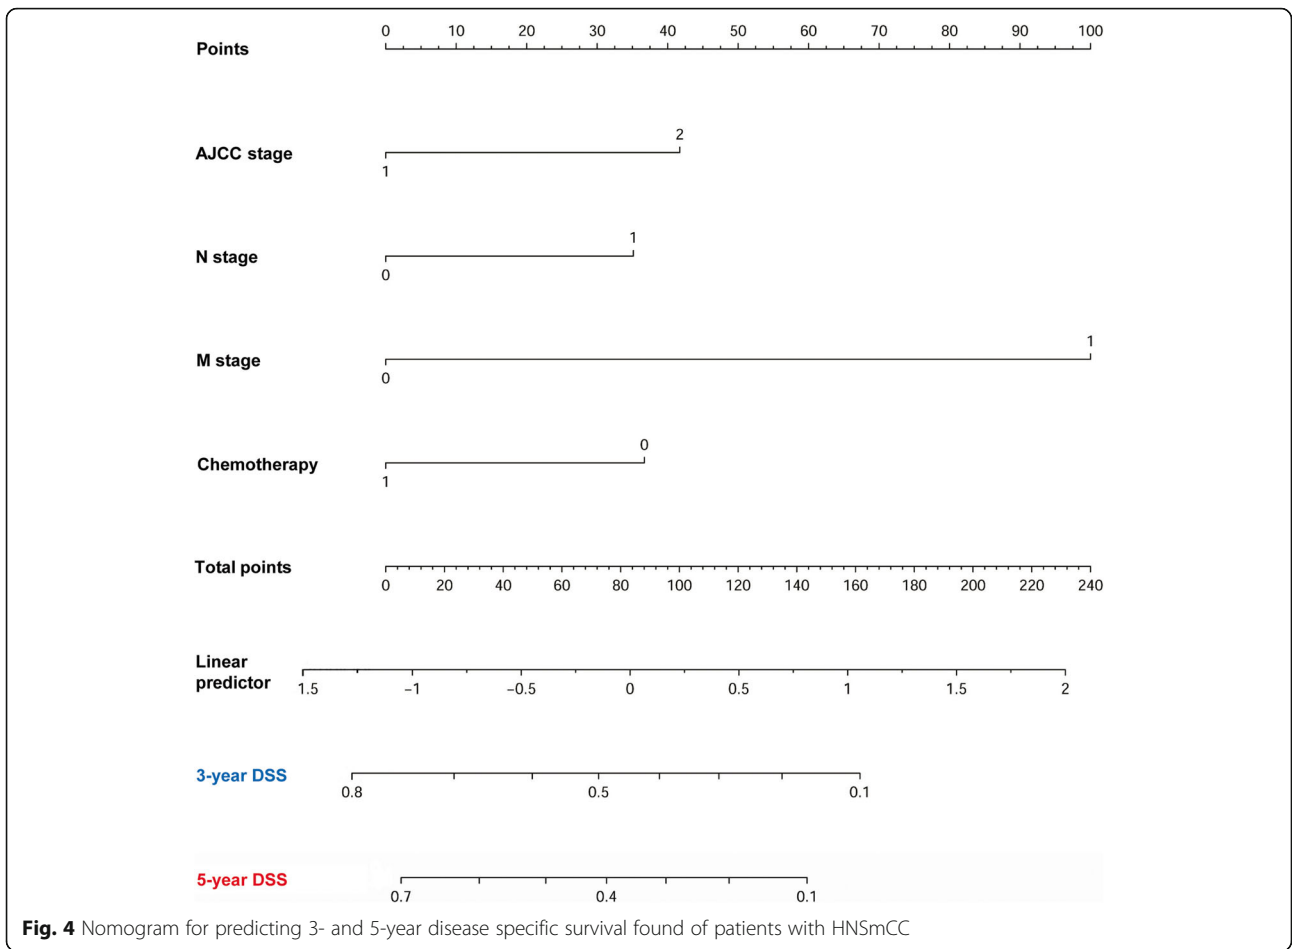 Points
0 10 20 30 40 50 60 70 80 90 100
2
AJCC stage
1
1
N stage
0
1
M stage
0
0
Chemotherapy
1
Total points
0 20 40 60 80 100 120 140 160 180 200 220 240
Linear
predictor
1.5 −1 −0.5 0 0.5 1 1.5 2
3-year DSS
0.8 0.5 0.1
5-year DSS
0.7 0.4 0.1
Fig. 4 Nomogram for predicting 3- and 5-year disease specific survival found of patients with HNSmCC